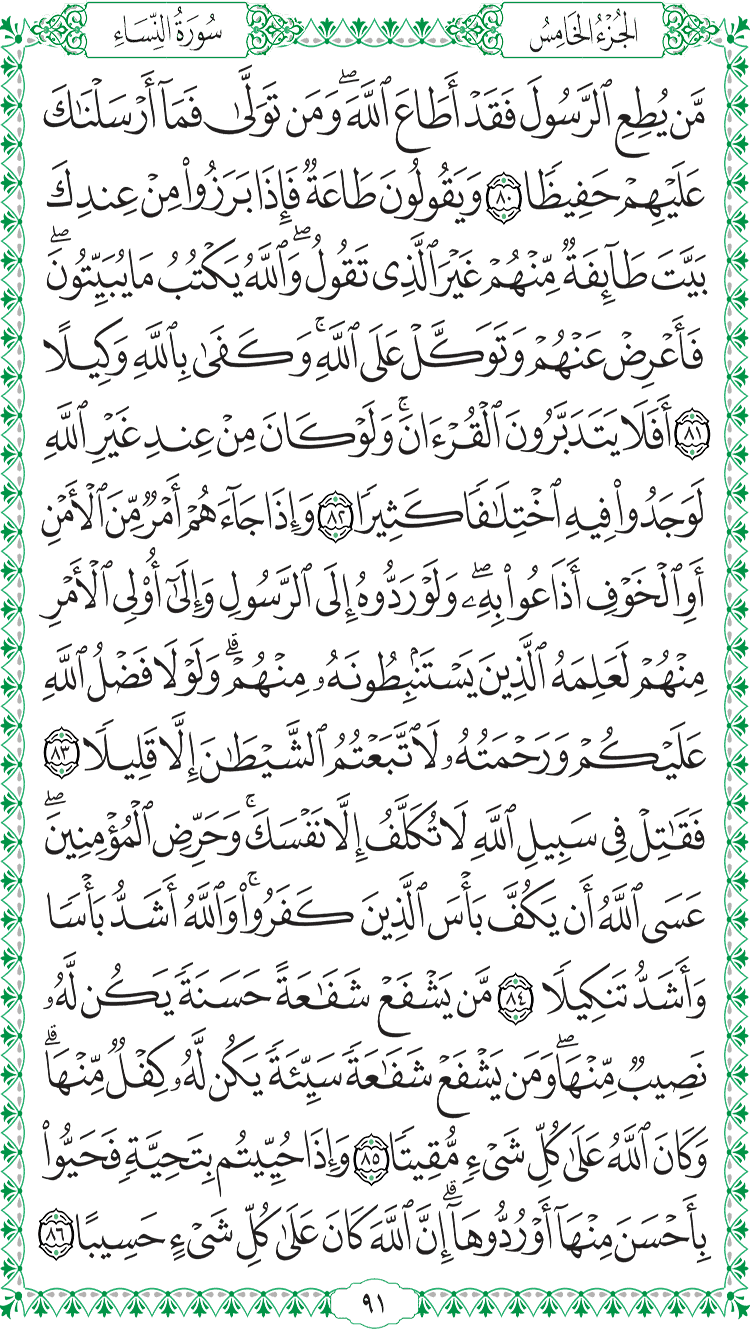 الجُزْءُ الخَامِسُ
سُورَةُ النِّسَاءِ
مَّن يُطِعِ ٱلرَّسُولَ فَقَدْ أَطَاعَ ٱللَّهَۖ وَمَن تَوَلَّىٰ فَمَآ أَرْسَلْنَٰكَ
عَلَيْهِمْ حَفِيظًا ٨٠ وَيَقُولُونَ طَاعَةٌ فَإِذَا بَرَزُوا۟ مِنْ عِندِكَ
بَيَّتَ طَآئِفَةٌ مِّنْهُمْ غَيْرَ ٱلَّذِى تَقُولُۖ وَٱللَّهُ يَكْتُبُ مَا يُبَيِّتُونَۖ
فَأَعْرِضْ عَنْهُمْ وَتَوَكَّلْ عَلَى ٱللَّهِۚ وَكَفَىٰ بِٱللَّهِ وَكِيلًا
٨١ أَفَلَا يَتَدَبَّرُونَ ٱلْقُرْءَانَۚ وَلَوْ كَانَ مِنْ عِندِ غَيْرِ ٱللَّهِ
لَوَجَدُوا۟ فِيهِ ٱخْتِلَٰفًا كَثِيرًا ٨٢ وَإِذَا جَآءَهُمْ أَمْرٌ مِّنَ ٱلْأَمْنِ
أَوِ ٱلْخَوْفِ أَذَاعُوا۟ بِهِۦۖ وَلَوْ رَدُّوهُ إِلَى ٱلرَّسُولِ وَإِلَىٰٓ أُو۟لِى ٱلْأَمْرِ
مِنْهُمْ لَعَلِمَهُ ٱلَّذِينَ يَسْتَنۢبِطُونَهُۥ مِنْهُمْۗ وَلَوْلَا فَضْلُ ٱللَّهِ
عَلَيْكُمْ وَرَحْمَتُهُۥ لَٱتَّبَعْتُمُ ٱلشَّيْطَٰنَ إِلَّا قَلِيلًا ٨٣
فَقَٰتِلْ فِى سَبِيلِ ٱللَّهِ لَا تُكَلَّفُ إِلَّا نَفْسَكَۚ وَحَرِّضِ ٱلْمُؤْمِنِينَۖ
عَسَى ٱللَّهُ أَن يَكُفَّ بَأْسَ ٱلَّذِينَ كَفَرُوا۟ۚ وَٱللَّهُ أَشَدُّ بَأْسًا
وَأَشَدُّ تَنكِيلًا ٨٤ مَّن يَشْفَعْ شَفَٰعَةً حَسَنَةً يَكُن لَّهُۥ
نَصِيبٌ مِّنْهَاۖ وَمَن يَشْفَعْ شَفَٰعَةً سَيِّئَةً يَكُن لَّهُۥ كِفْلٌ مِّنْهَاۗ
وَكَانَ ٱللَّهُ عَلَىٰ كُلِّ شَىْءٍ مُّقِيتًا ٨٥ وَإِذَا حُيِّيتُم بِتَحِيَّةٍ فَحَيُّوا۟
بِأَحْسَنَ مِنْهَآ أَوْ رُدُّوهَآۗ إِنَّ ٱللَّهَ كَانَ عَلَىٰ كُلِّ شَىْءٍ حَسِيبًا ٨٦
٩١